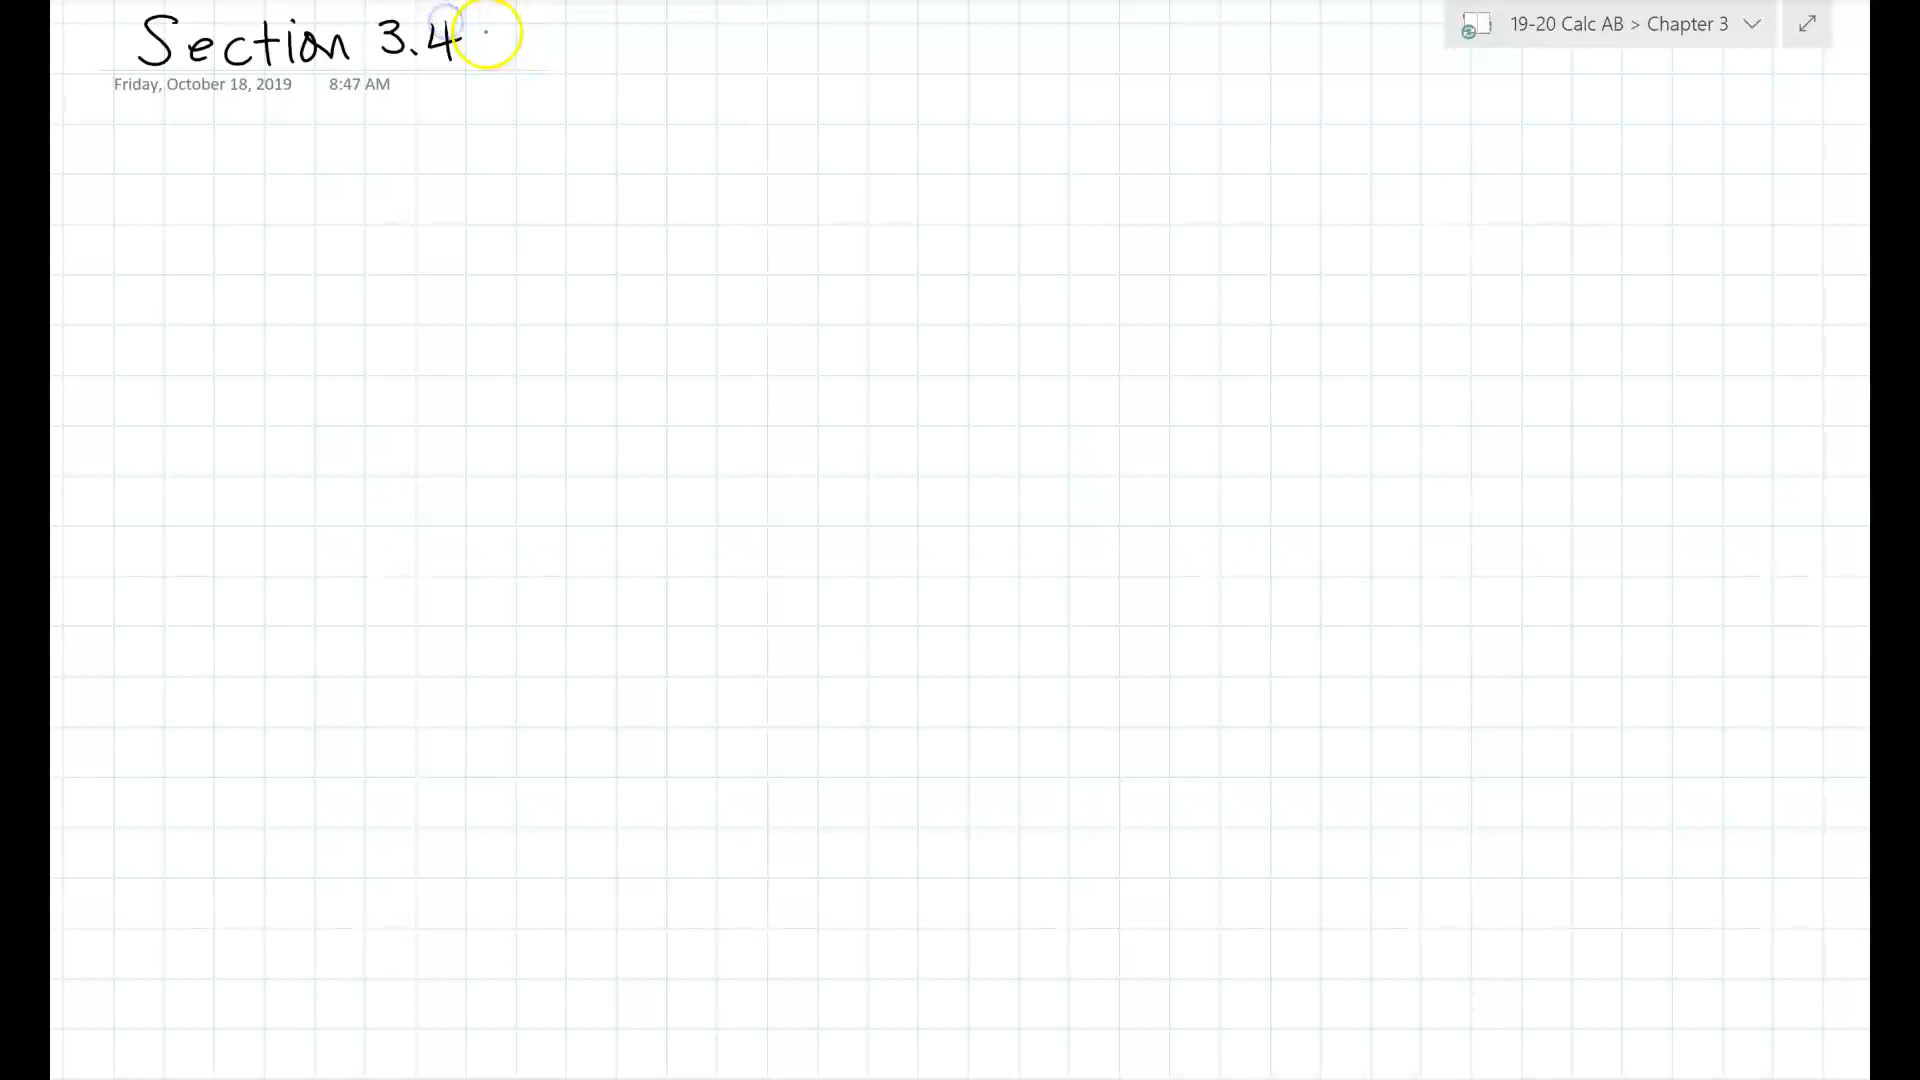 Section 3.4
19-20 Calc AB > Chapter 3
Friday, October 18, 2019 8:47 AM